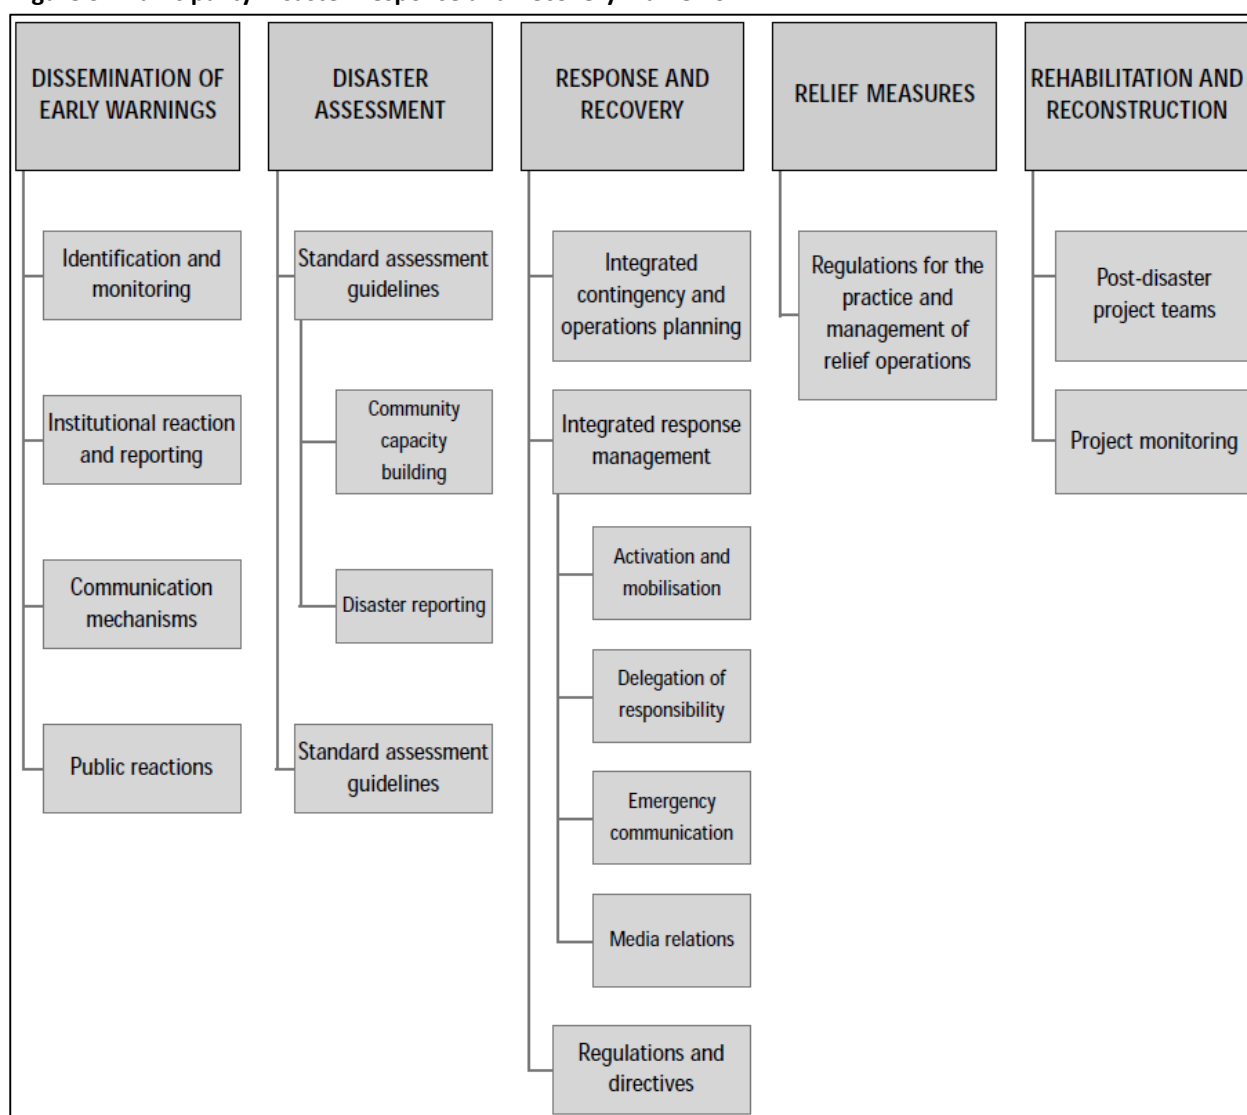 DISSEMINATION OF
EARLY WARNINGS
Identification and
monitoring
Institutional reaction
and reporting
Communication
mechanisms
Public reactions
DISASTER
ASSESSMENT
Standard assessment
guidelines
Community
capacity
building
Disaster reporting
Standard assessment
guidelines
RESPONSE AND
RECOVERY
Integrated
contingency and
operations planning
Integrated response
management
Activation and
mobilisation
Delegation of
responsibility
Emergency
communication
Media relations
Regulations and
directives
RELIEF MEASURES
Regulations for the
practice and
management of
relief operations
REHABILITATION AND
RECONSTRUCTION
Post-disaster
project teams
Project monitoring